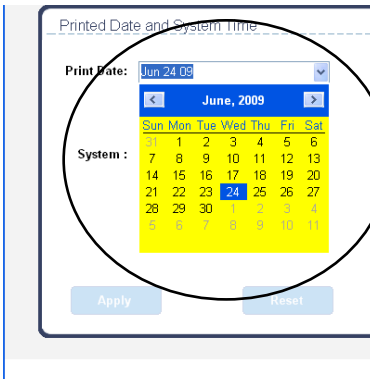 Printed Date and System Time
Print Date: Jun 24 09
June, 2009
Sun Mon Tue Wed Thu Fri Sat
31 1 2 3 4 5 6
7 8 9 10 11 12 13
System : 14 15 16 17 18 19 20
21 22 23 24 25 26 27
28 29 30 1 2 3 4
5 6 7 8 9 10 11
Apply Reset